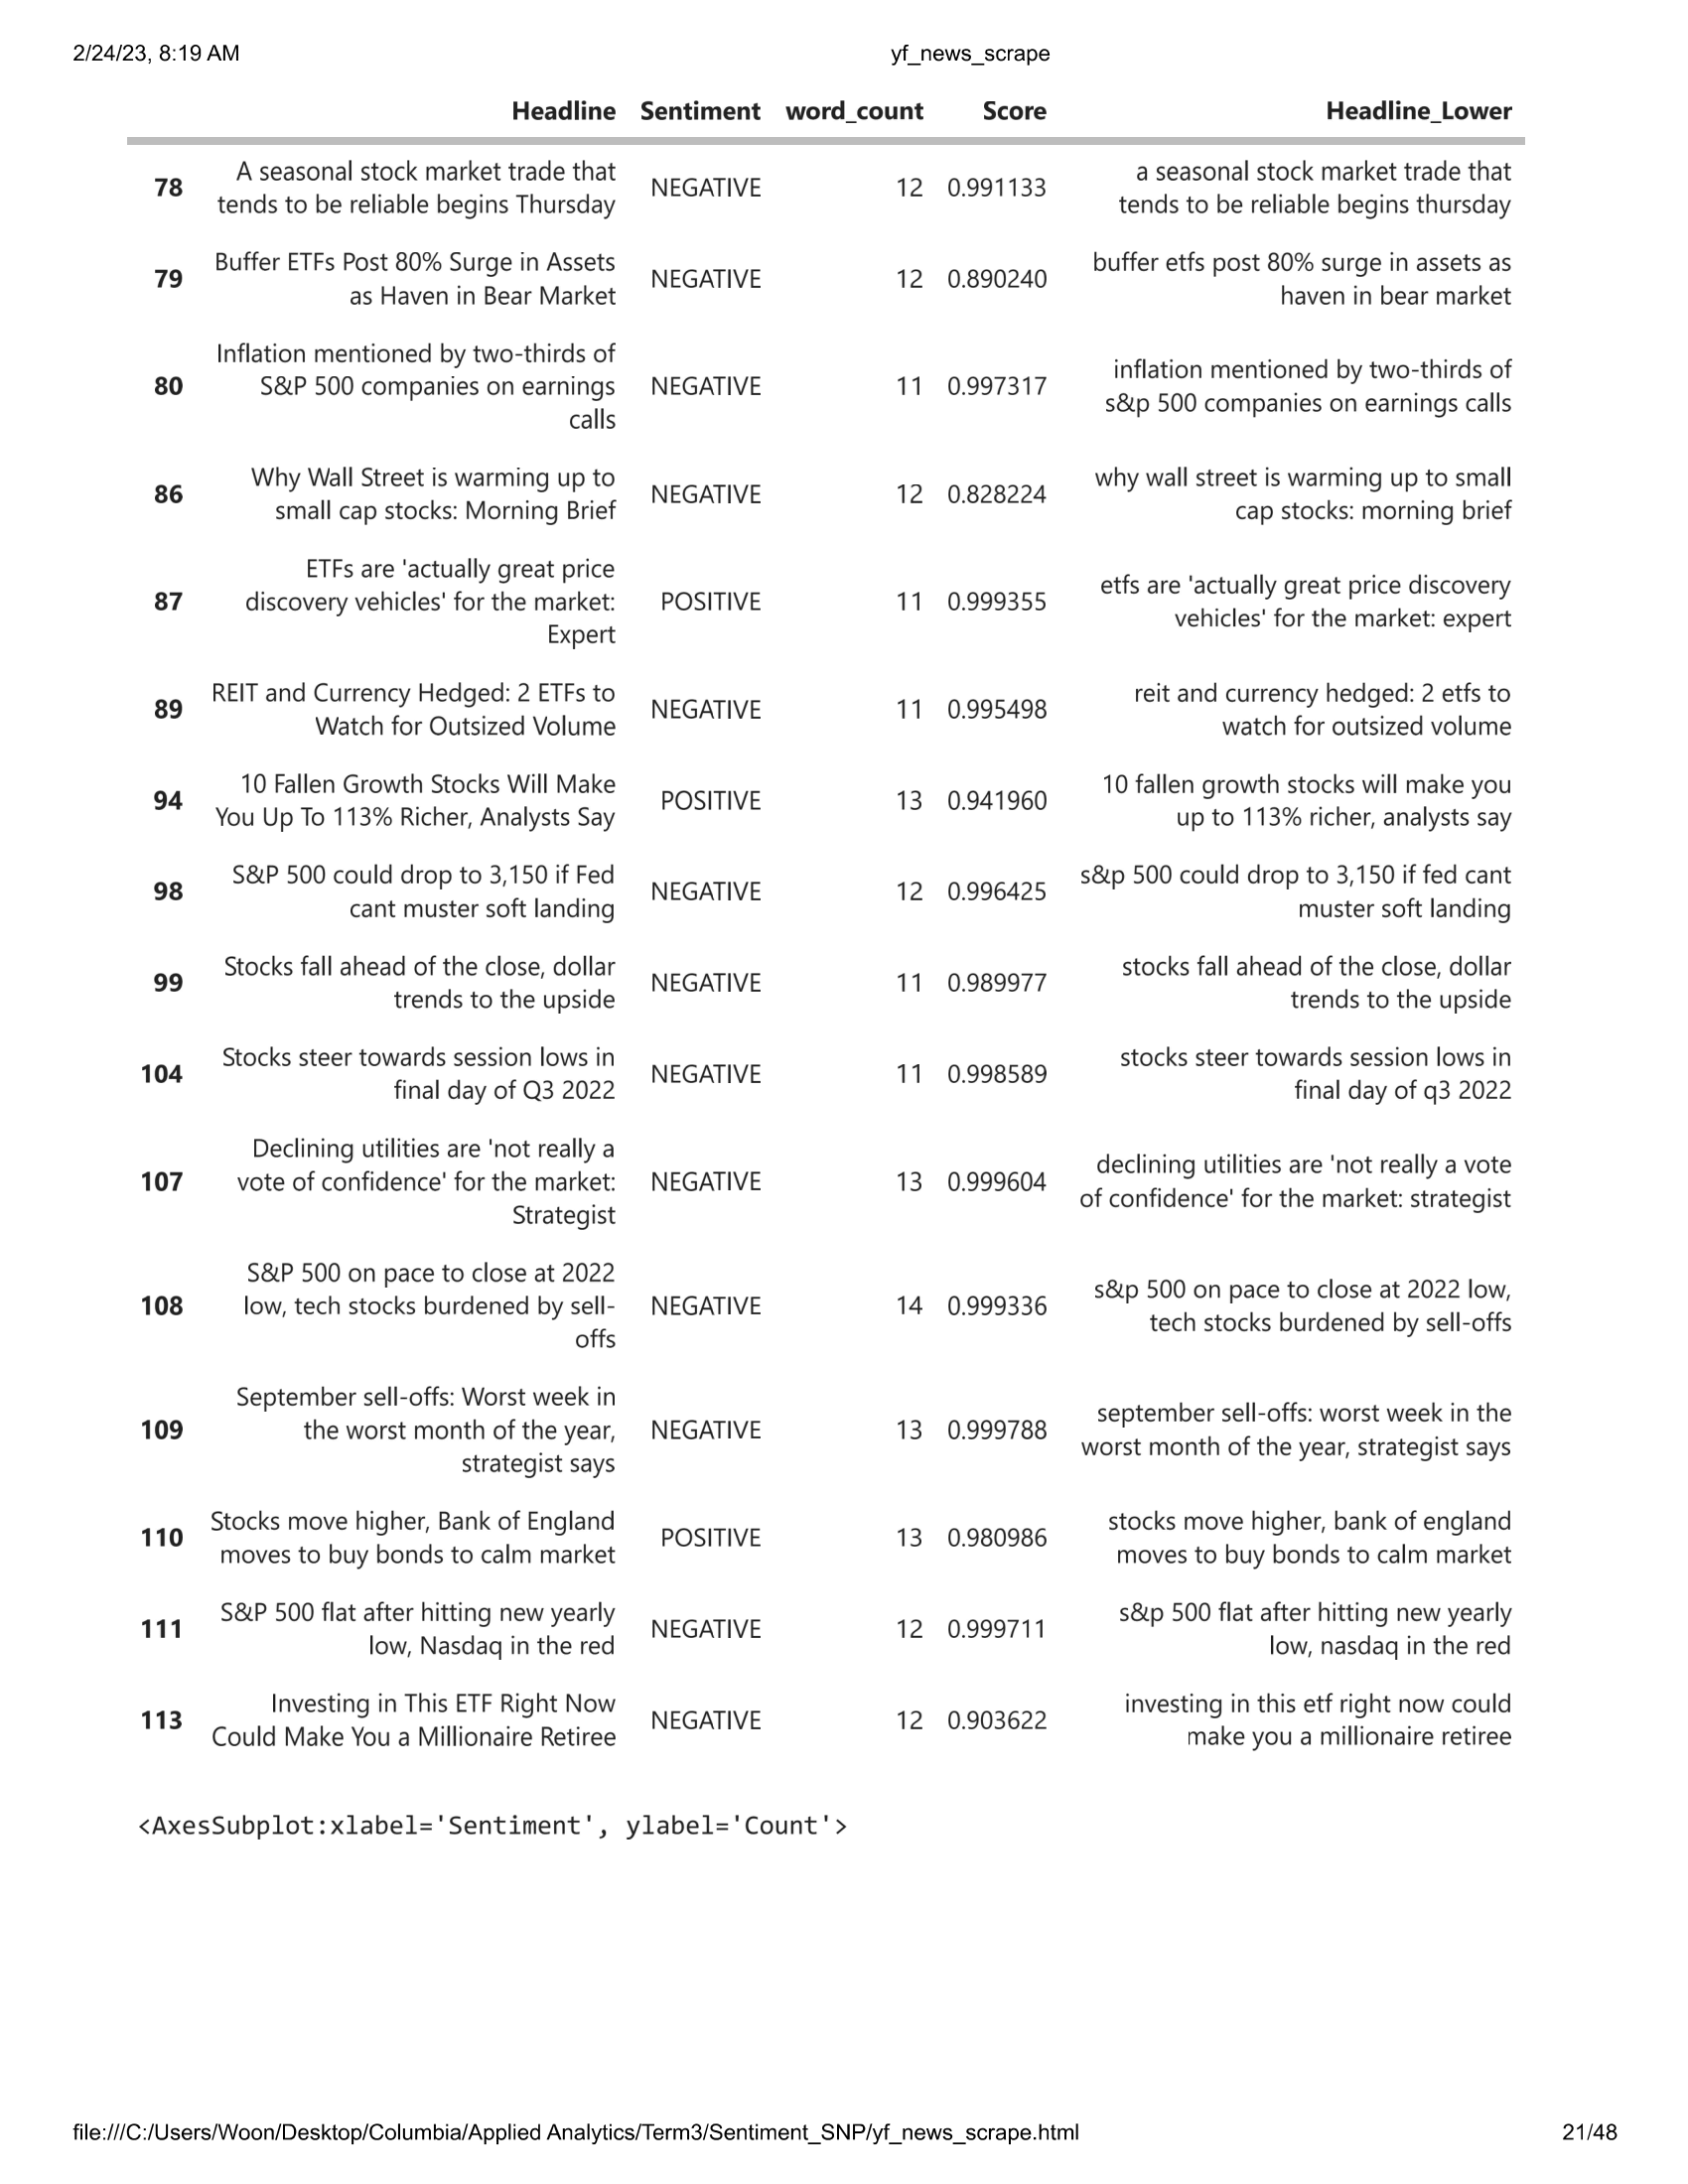 2/24/23, 8:19 AM yf_news_scrape
Headline Sentiment word_count Score Headline_Lower
78 A seasonal stock market trade that tends to be reliable begins Thursday NEGATIVE 12 0.991133 a seasonal stock market trade that tends to be reliable begins thursday
79 Buffer ETFs Post 80% Surge in Assets as Haven in Bear Market NEGATIVE 12 0.890240 buffer etfs post 80% surge in assets as haven in bear market
80 Inflation mentioned by two-thirds of S&P 500 companies on earnings calls NEGATIVE 11 0.997317 inflation mentioned by two-thirds of s&p 500 companies on earnings calls
86 Why Wall Street is warming up to small cap stocks: Morning Brief NEGATIVE 12 0.828224 why wall street is warming up to small cap stocks: morning brief
87 ETFs are 'actually great price discovery vehicles' for the market: Expert POSITIVE 11 0.999355 etfs are 'actually great price discovery vehicles' for the market: expert
89 REIT and Currency Hedged: 2 ETFs to Watch for Outsized Volume NEGATIVE 11 0.995498 reit and currency hedged: 2 etfs to watch for outsized volume
94 10 Fallen Growth Stocks Will Make You Up To 113% Richer, Analysts Say POSITIVE 13 0.941960 10 fallen growth stocks will make you up to 113% richer, analysts say
98 S&P 500 could drop to 3,150 if Fed cant muster soft landing NEGATIVE 12 0.996425 s&p 500 could drop to 3,150 if fed cant muster soft landing
99 Stocks fall ahead of the close, dollar trends to the upside NEGATIVE 11 0.989977 stocks fall ahead of the close, dollar trends to the upside
104 Stocks steer towards session lows in final day of Q3 2022 NEGATIVE 11 0.998589 stocks steer towards session lows in final day of q3 2022
107 Declining utilities are 'not really a vote of confidence' for the market: Strategist NEGATIVE 13 0.999604 declining utilities are 'not really a vote of confidence' for the market: strategist
108 S&P 500 on pace to close at 2022 low, tech stocks burdened by sell-offs NEGATIVE 14 0.999336 s&p 500 on pace to close at 2022 low, tech stocks burdened by sell-offs
109 September sell-offs: Worst week in the worst month of the year, strategist says NEGATIVE 13 0.999788 september sell-offs: worst week in the worst month of the year, strategist says
110 Stocks move higher, Bank of England moves to buy bonds to calm market POSITIVE 13 0.980986 stocks move higher, bank of england moves to buy bonds to calm market
111 S&P 500 flat after hitting new yearly low, Nasdaq in the red NEGATIVE 12 0.999711 s&p 500 flat after hitting new yearly low, nasdaq in the red
113 Investing in This ETF Right Now Could Make You a Millionaire Retiree NEGATIVE 12 0.903622 investing in this etf right now could make you a millionaire retiree
<AxesSubplot:xlabel='Sentiment', ylabel='Count'>
file:///C:/Users/Woon/Desktop/Columbia/Applied Analytics/Term3/Sentiment_SNP/yf_news_scrape.html 21/48